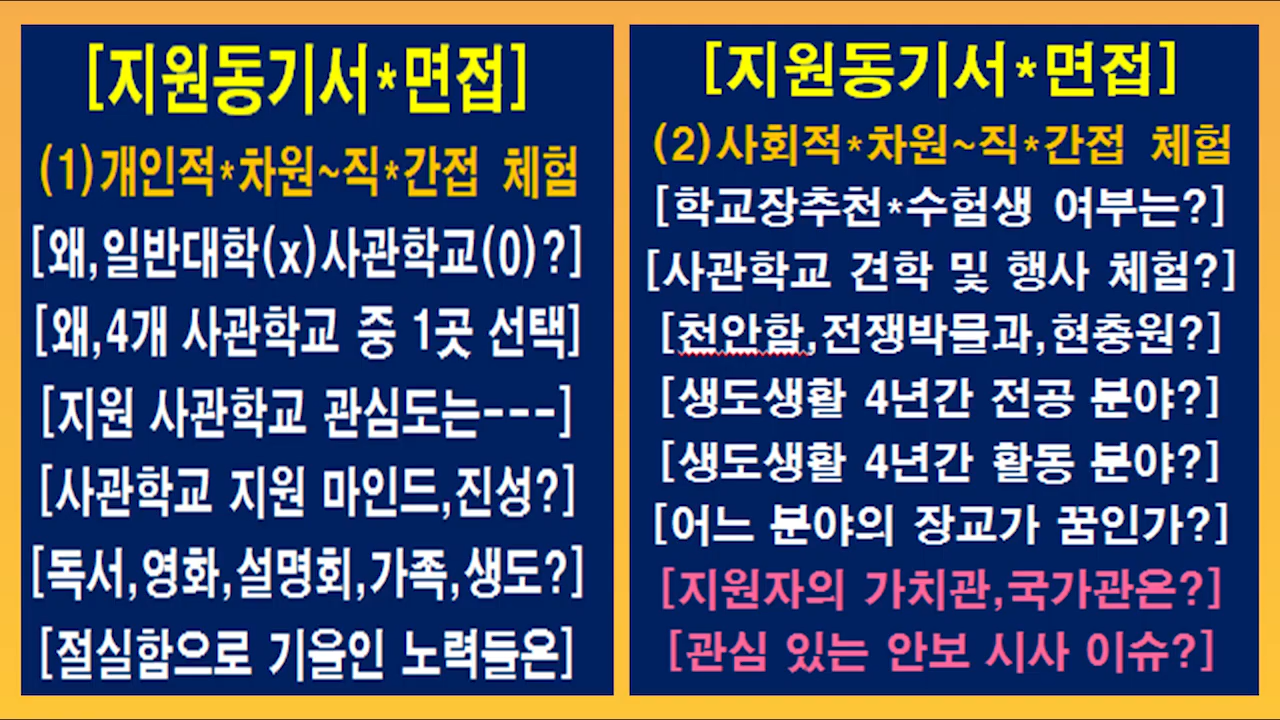 [지원동기서*면접]
(1)개인적*차원~직*간접 체험
[왜,일반대학(x)사관학교(0)?]
[왜,4개 사관학교 중 1곳 선택]
[지원 사관학교 관심도는---]
[사관학교 지원 마인드,진성?]
[독서,영화,설명회,가족,생도?]
[절실함으로 기울인 노력들은]
[지원동기서*면접]
(2)사회적*차원~직*간접 체험
[학교장추천*수험생 여부는?]
[사관학교 견학 및 행사 체험?]
[천안함,전쟁박물과,현충원?]
[생도생활 4년간 전공 분야?]
[생도생활 4년간 활동 분야?]
[어느 분야의 장교가 꿈인가?]
[지원자의 가치관,국가관은?]
[관심 있는 안보 시사 이슈?]